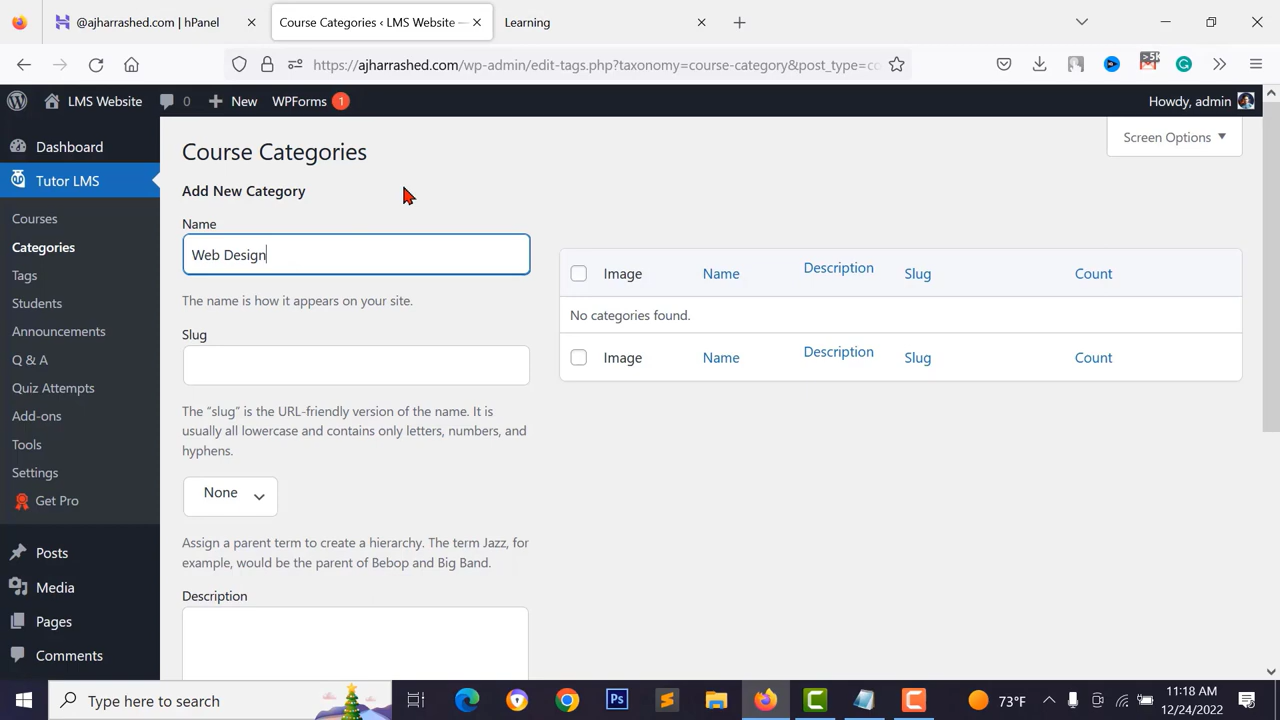 @ajharrashed.com | hPanel
Course Categories ‹ LMS Website —
Learning
https://ajharrashed.com/wp-admin/edit-tags.php?taxonomy=course-category&post_type=co
>5K
LMS Website
0
New
WPForms 1
Howdy, admin
Dashboard
Tutor LMS
Courses
Categories
Tags
Students
Announcements
Q & A
Quiz Attempts
Add-ons
Tools
Settings
Get Pro
Posts
Media
Pages
Comments
Course Categories
Screen Options
Add New Category
Name
Web Design
The name is how it appears on your site.
Slug
The “slug” is the URL-friendly version of the name. It is
usually all lowercase and contains only letters, numbers, and
hyphens.
None
Assign a parent term to create a hierarchy. The term Jazz, for
example, would be the parent of Bebop and Big Band.
Description
Image Name Description Slug Count
No categories found.
Image Name Description Slug Count
Type here to search
Ps
73°F
11:18 AM
12/24/2022